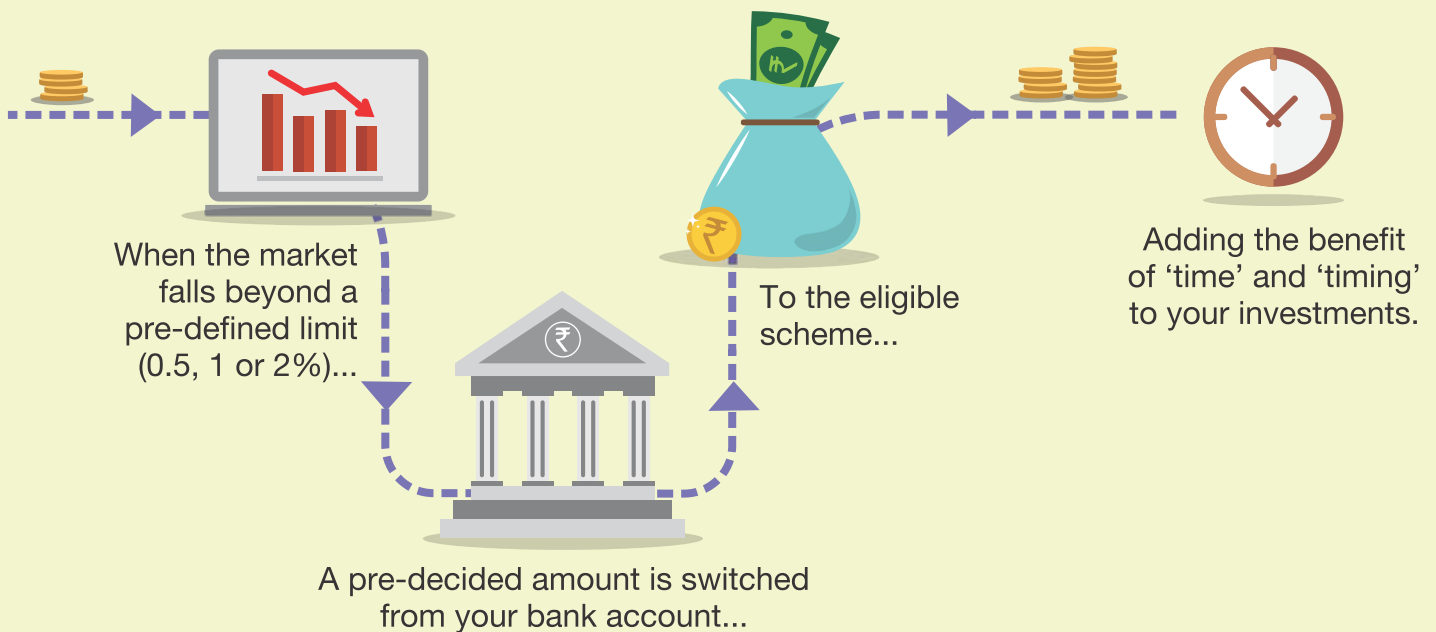 When the market
falls beyond a
pre-defined limit
(0.5, 1 or 2%)...
A pre-decided amount is switched
from your bank account...
To the eligible
scheme...
Adding the benefit
of ‘time’ and ‘timing’
to your investments.
₹
₹